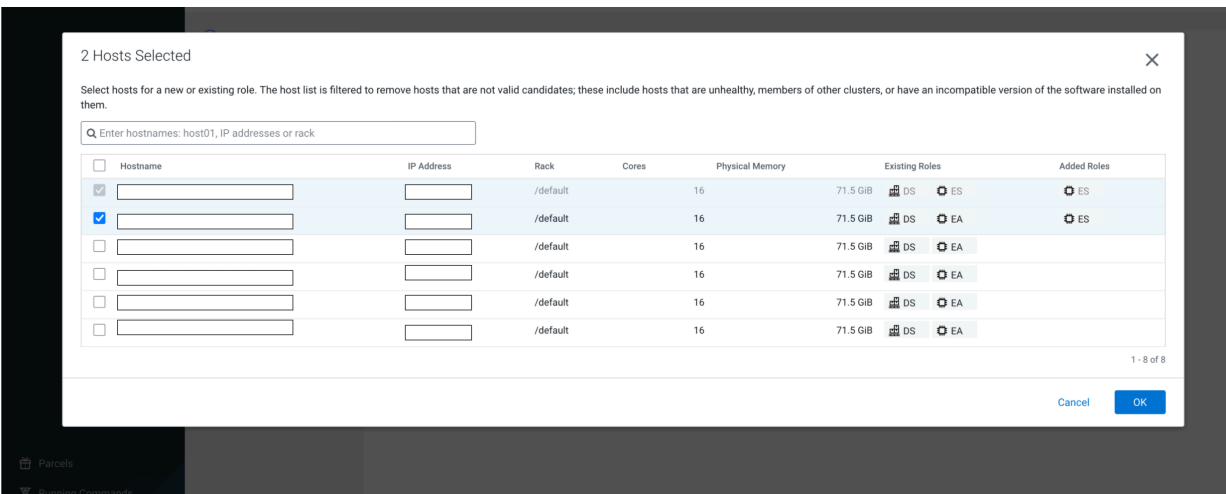 2 Hosts Selected
Select hosts for a new or existing role. The host list is filtered to remove hosts that are not valid candidates; these include hosts that are unhealthy, members of other clusters, or have an incompatible version of the software installed on
them.
Enter hostnames: host01, IP addresses or rack
Hostname IP Address Rack Cores Physical Memory Existing Roles Added Roles
/default 16 71.5 GiB DS ES ES
/default 16 71.5 GiB DS EA ES
/default 16 71.5 GiB DS EA
/default 16 71.5 GiB DS EA
/default 16 71.5 GiB DS EA
/default 16 71.5 GiB DS EA
1 - 8 of 8
Cancel OK
Parcels
Running Commands